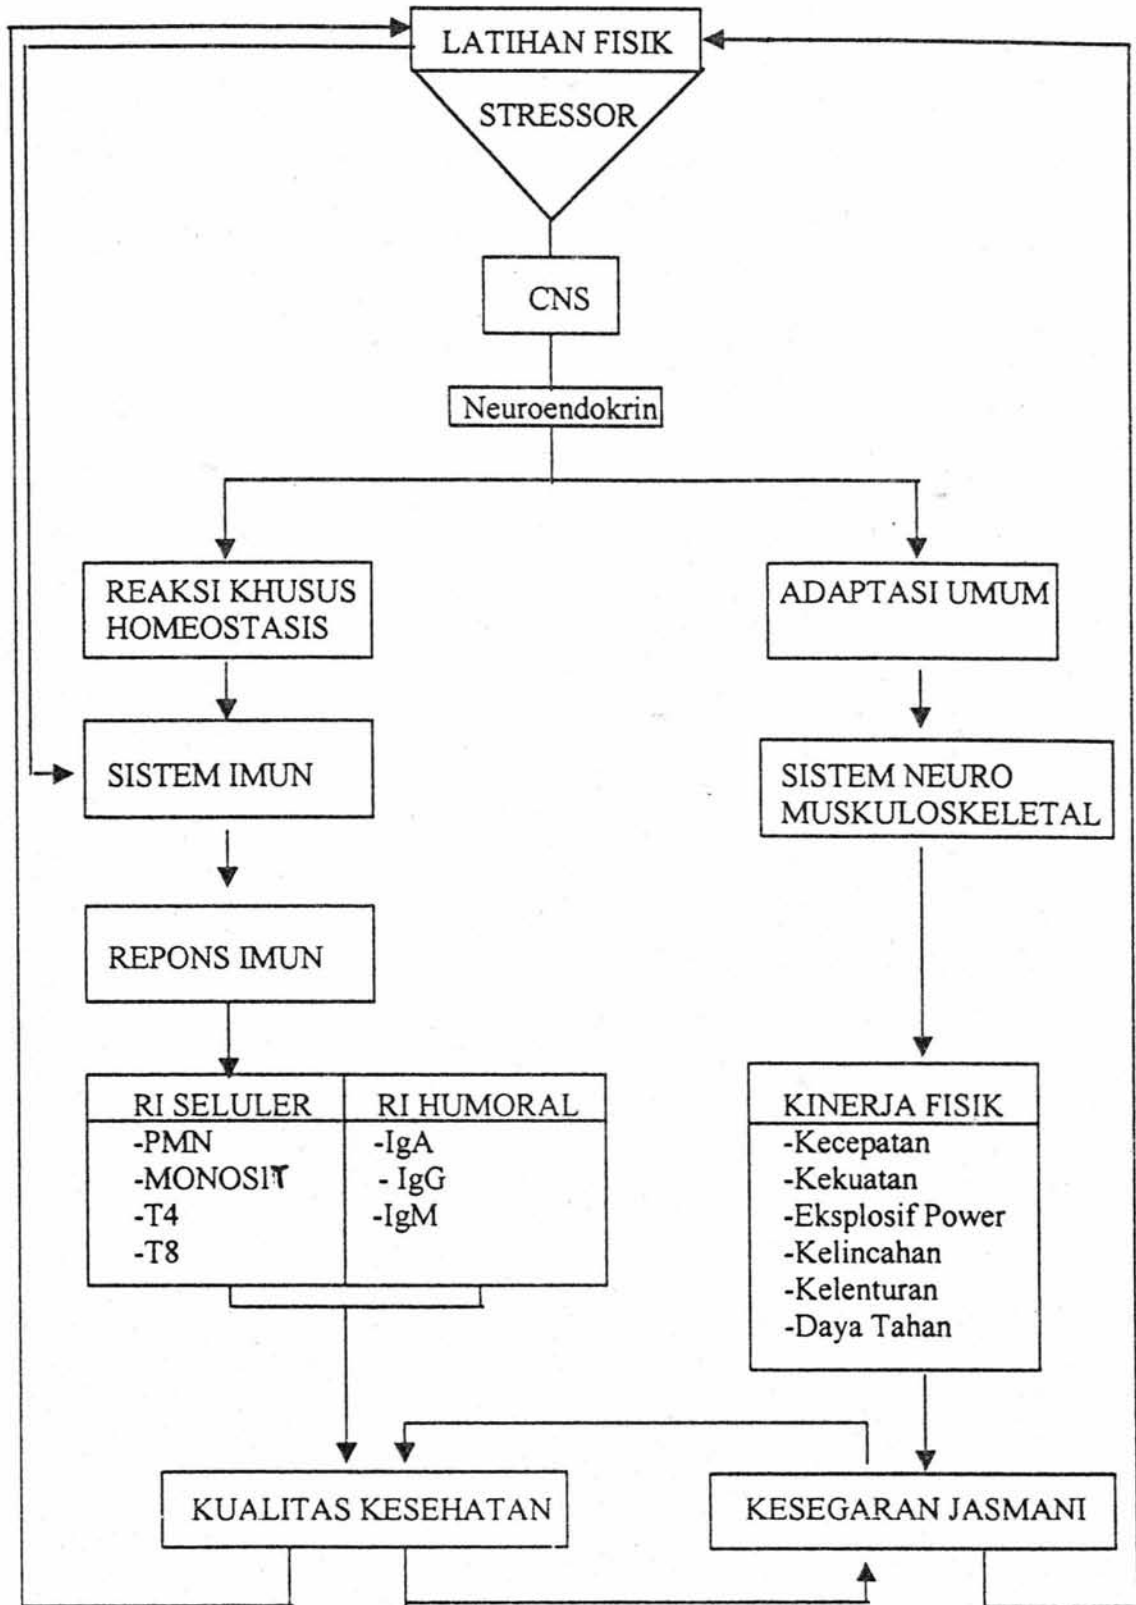 LATIHAN FISIK
STRESSOR
CNS
Neuroendokrin
REAKSI KHUSUS
HOMEOSTASIS
ADAPTASI UMUM
SISTEM IMUN
SISTEM NEURO
MUSKULOSKELETAL
REPONS IMUN
RI SELULER
-PMN
-MONOSIT
-T4
-T8
RI HUMORAL
-IgA
- IgG
-IgM
KINERJA FISIK
-Kecepatan
-Kekuatan
-Eksplosif Power
-Kelincahan
-Kelenturan
-Daya Tahan
KUALITAS KESEHATAN
KESEGARAN JASMANI